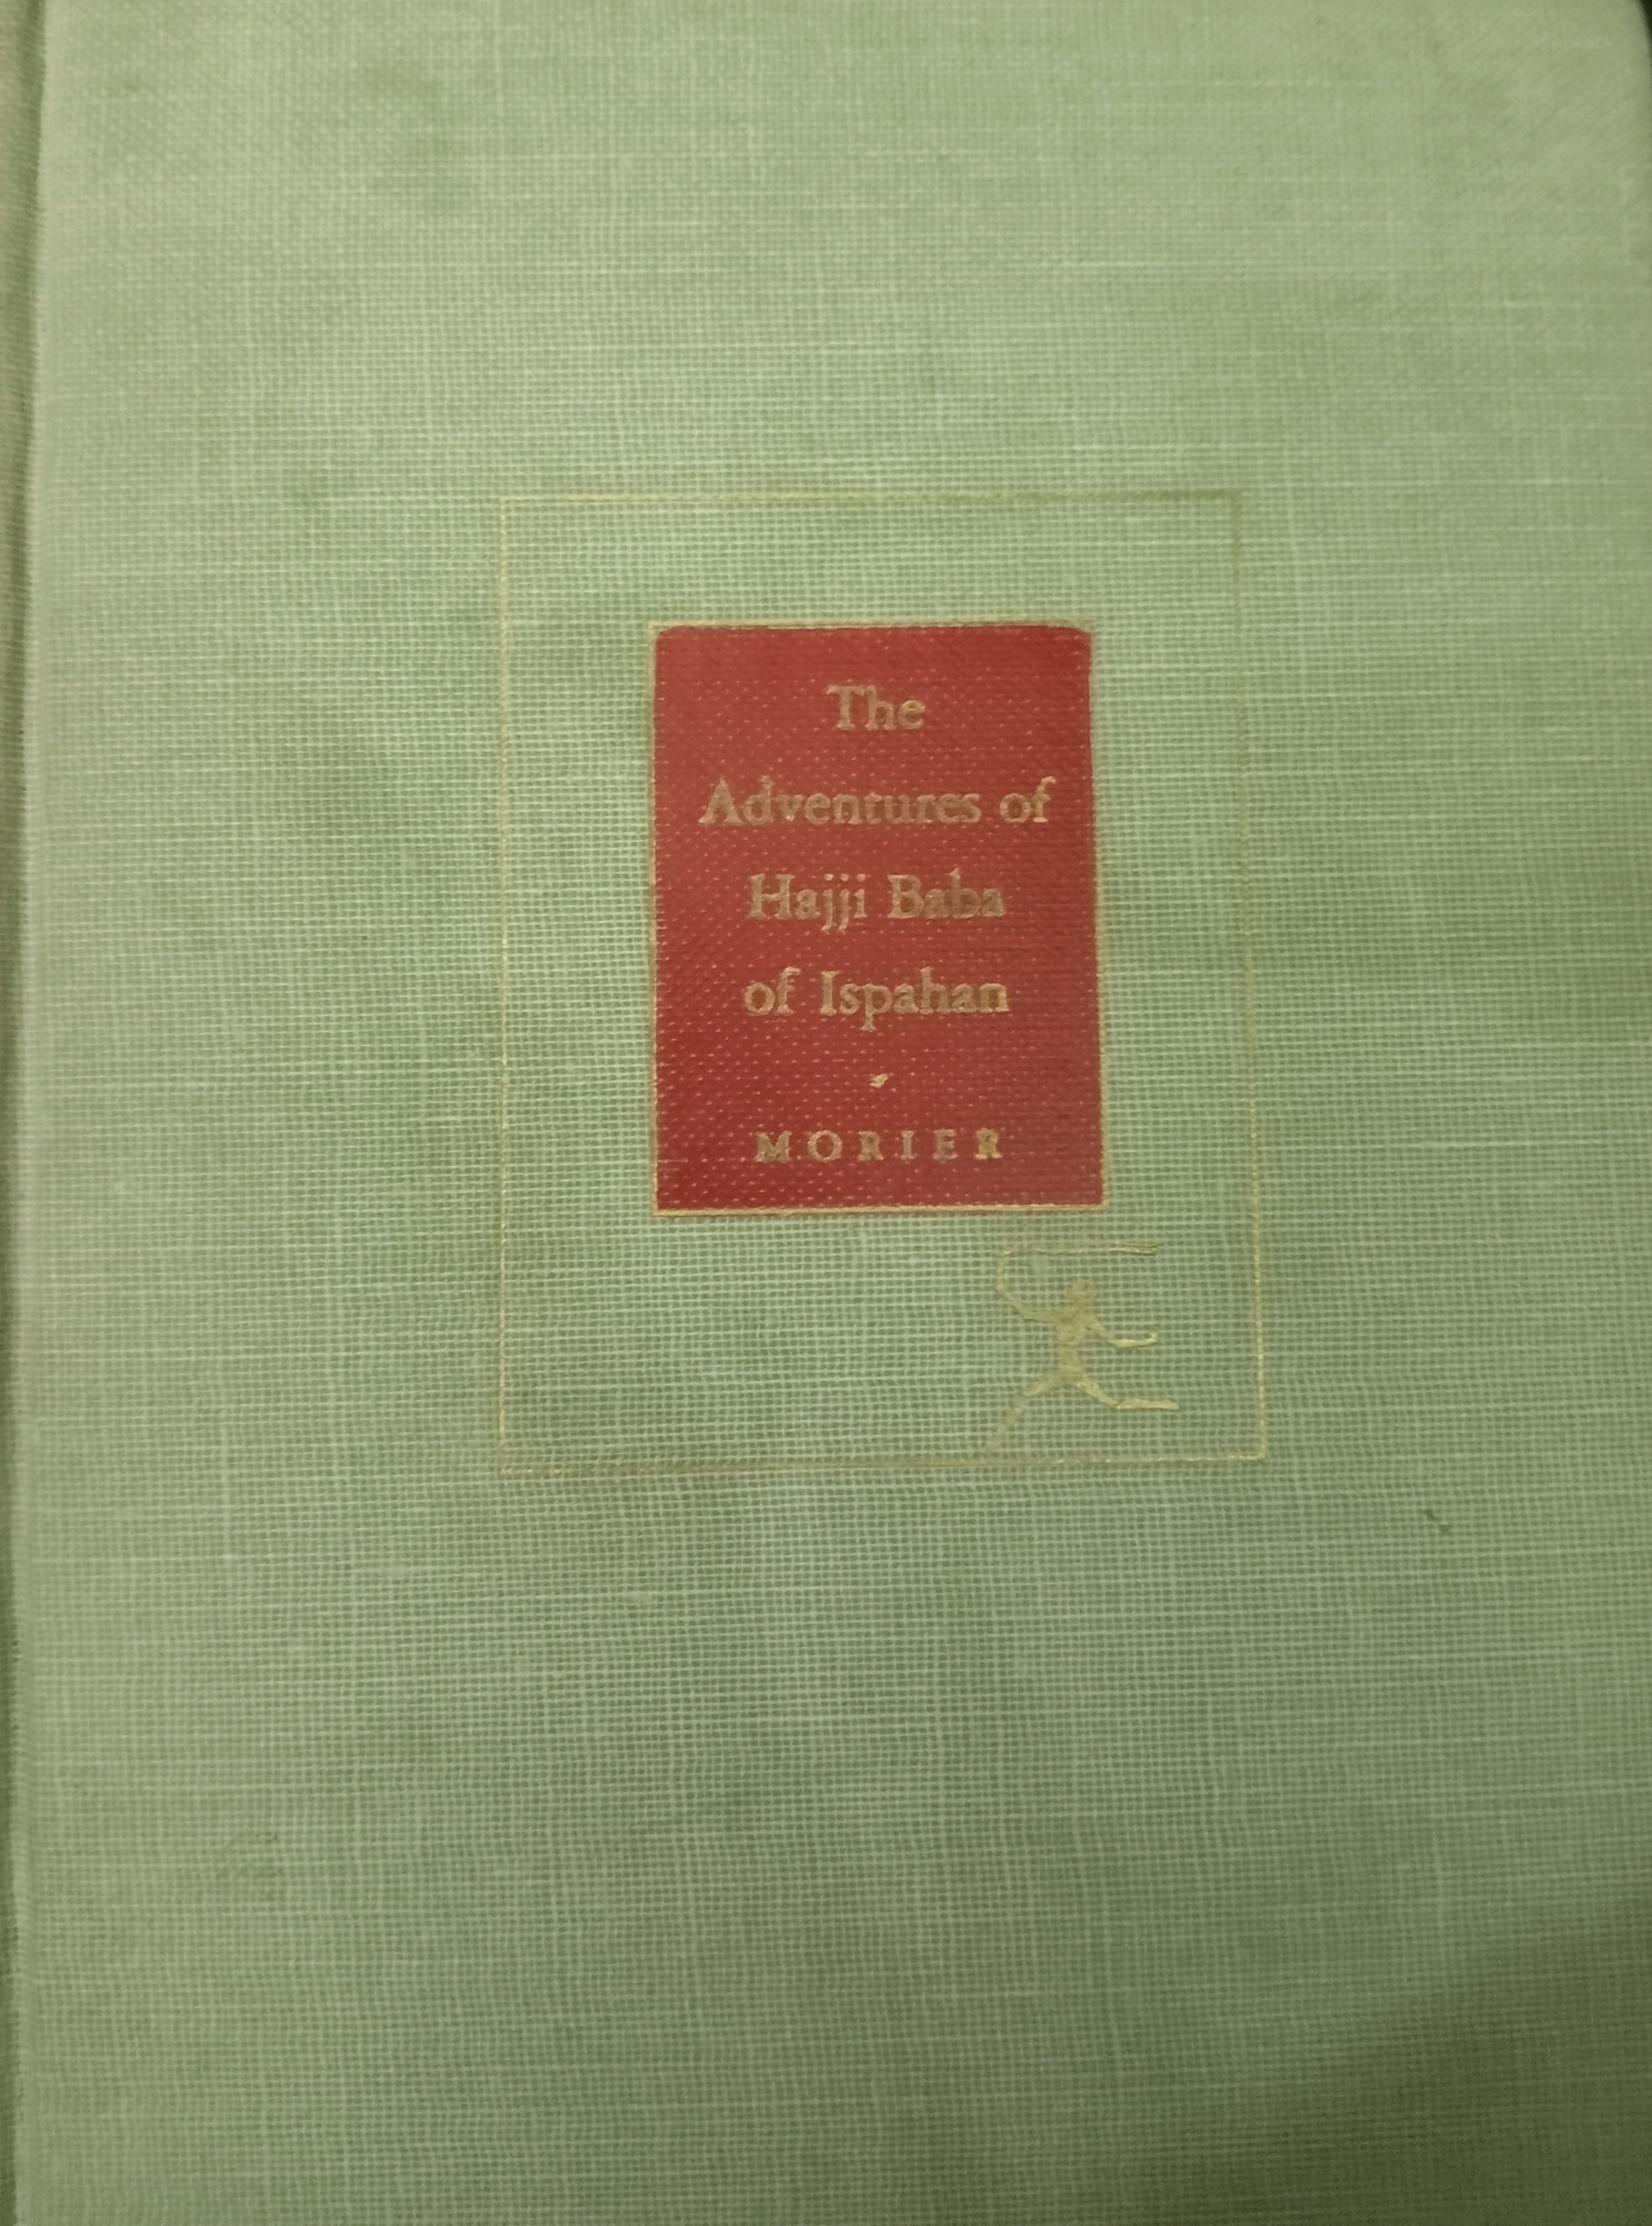 The
Adventures of
Hajji Baba
of Ispahan
MORIER